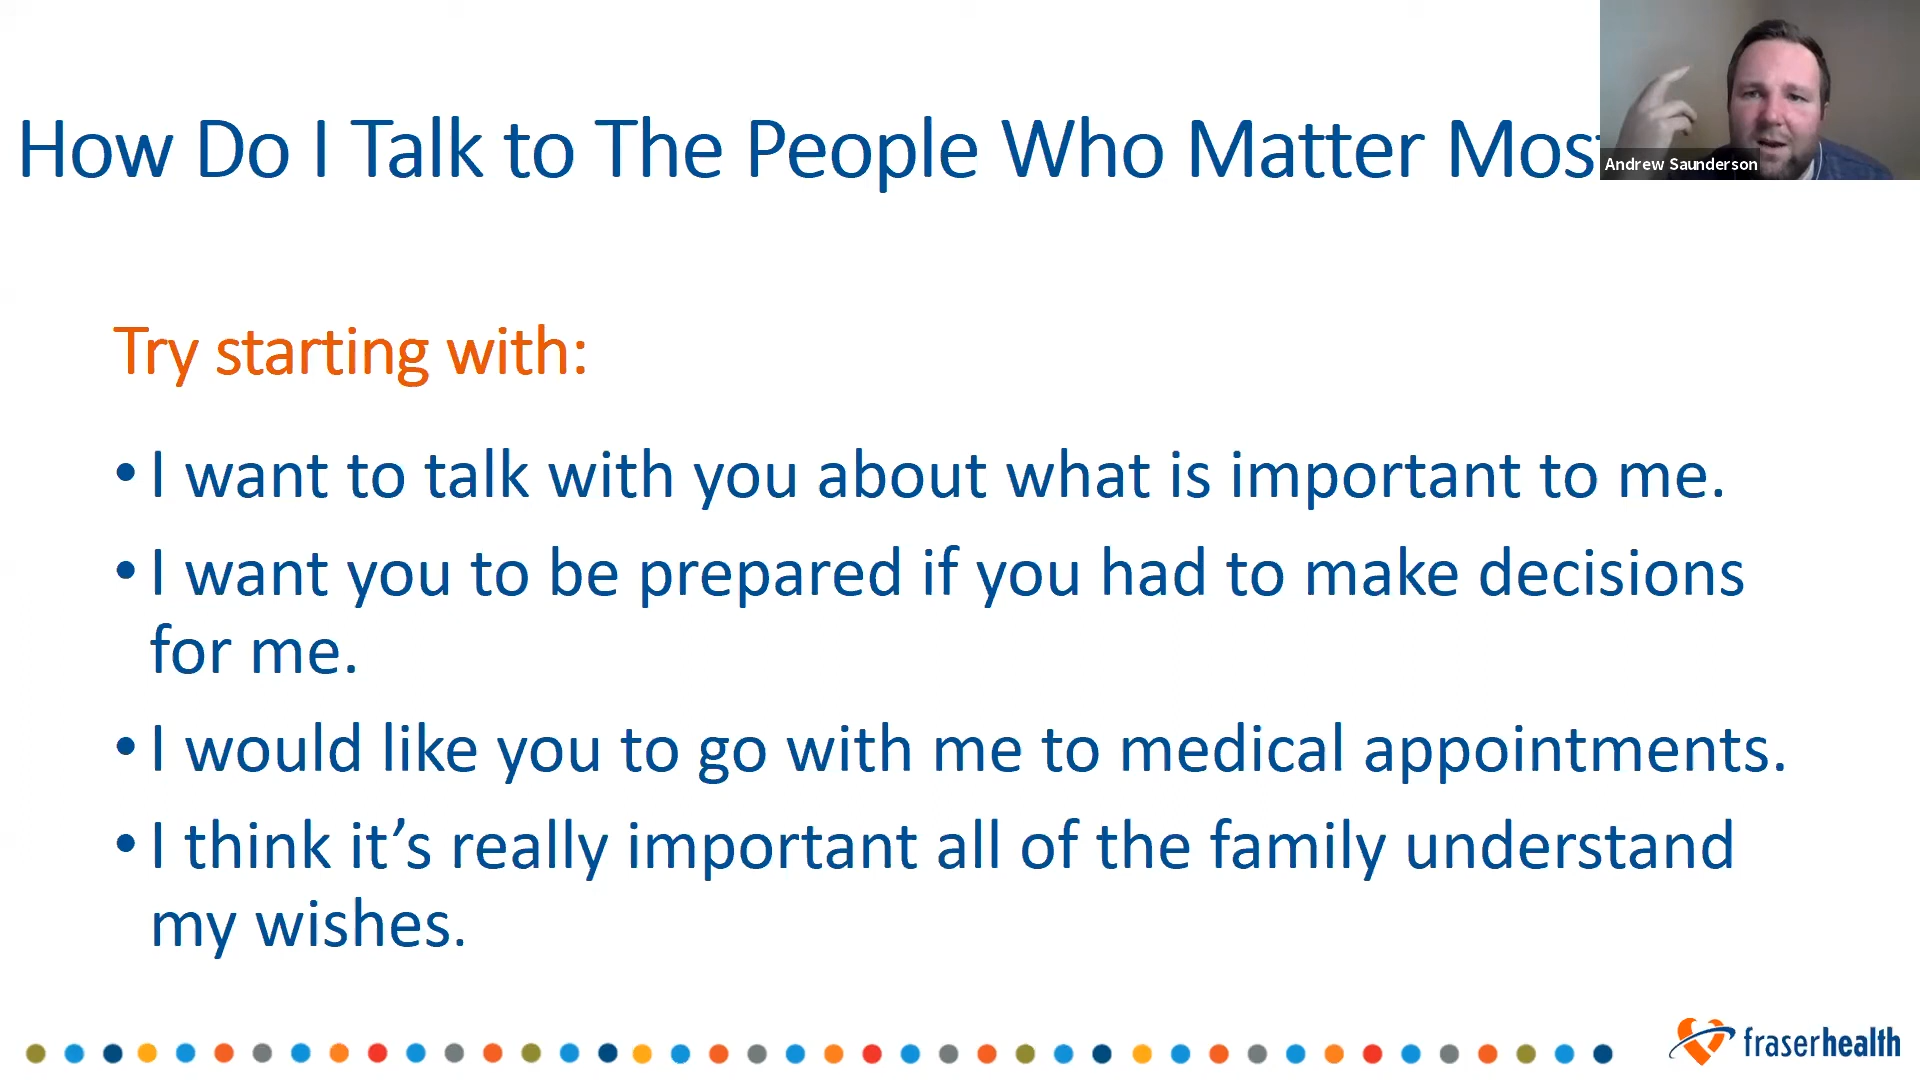 How Do I Talk to The People Who Matter Mos
Andrew Saunderson
Try starting with:
• I want to talk with you about what is important to me.
• I want you to be prepared if you had to make decisions
for me.
• I would like you to go with me to medical appointments.
• I think it’s really important all of the family understand
my wishes.
fraserhealth